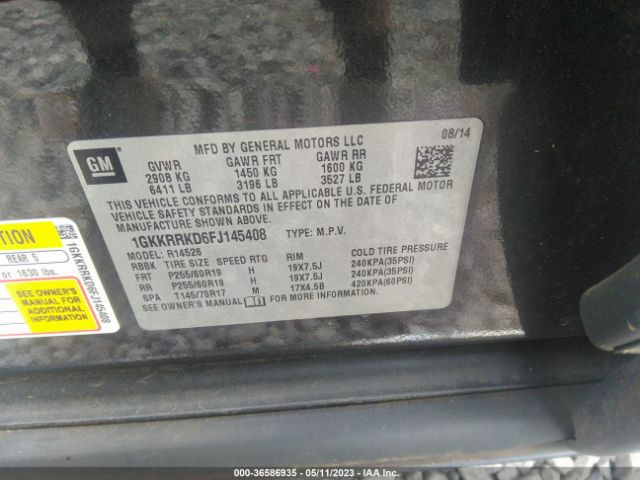 GM
MFD BY GENERAL MOTORS LLC
08/14
GVWR GAWR FRT GAWR RR
2908 KG 1450 KG 1600 KG
6411 LB 3196 LB 3527 LB
THIS VEHICLE CONFORMS TO ALL APPLICABLE U.S. FEDERAL MOTOR
VEHICLE SAFETY STANDARDS IN EFFECT ON THE DATE OF
MANUFACTURE SHOWN ABOVE.
1GKKRRKD6FJ145408 TYPE: M.P.V.
MODEL: R14526
RBBK TIRE SIZE SPEED RTG RIM COLD TIRE PRESSURE
FRT P255/60R19 H 19X7.5J 240KPA(35PSI)
RR P255/60R19 H 19X7.5J 240KPA(35PSI)
SPA T145/70R17 M 17X4.5B 420KPA(60PSI)
SEE OWNER'S MANUAL
TION
REAR 5
or 1630 lbs.
SEE OWNER'S
MANUAL FOR
ADDITIONAL
INFORMATION
1GKKRRKD6FJ145408
000-36586935 - 05/11/2023 - IAA Inc.